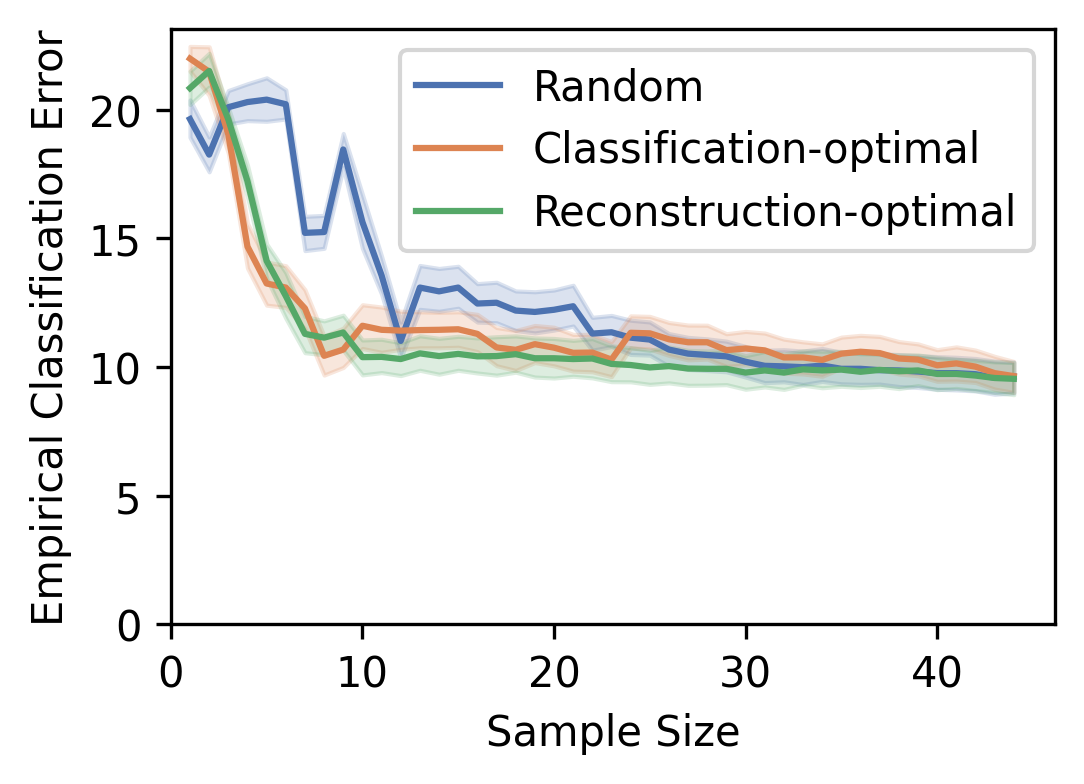 Empirical Classification Error
20
15
10
5
0
Random
Classification-optimal
Reconstruction-optimal
0 10 20 30 40
Sample Size